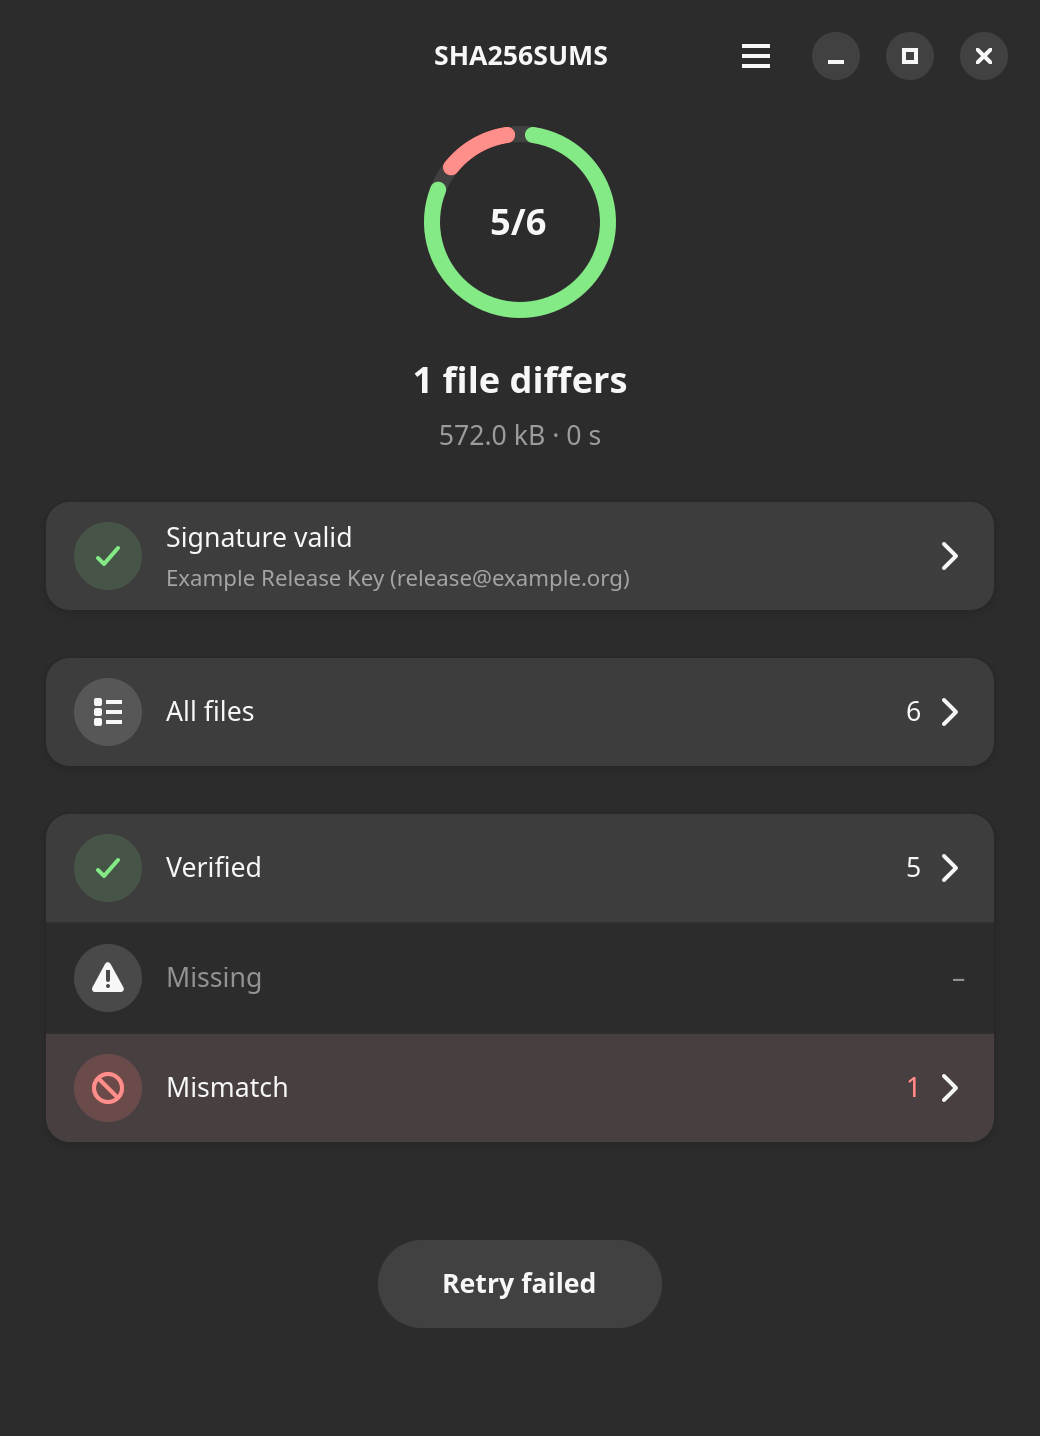 SHA256SUMS
5/6
1 file differs
572.0 kB · 0 s
Signature valid
Example Release Key (release@example.org)
All files 6
Verified 5
Missing –
Mismatch 1
Retry failed